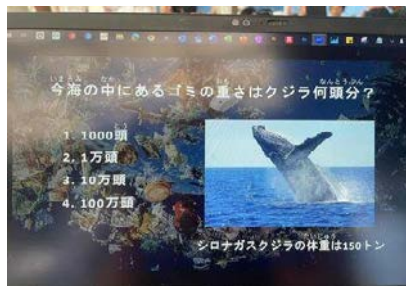 今海の中にあるゴミの重さはクジラ何頭分?
1. 1000頭
2. 1万頭
3. 10万頭
4. 100万頭
シロナガスクジラの体重は150トン